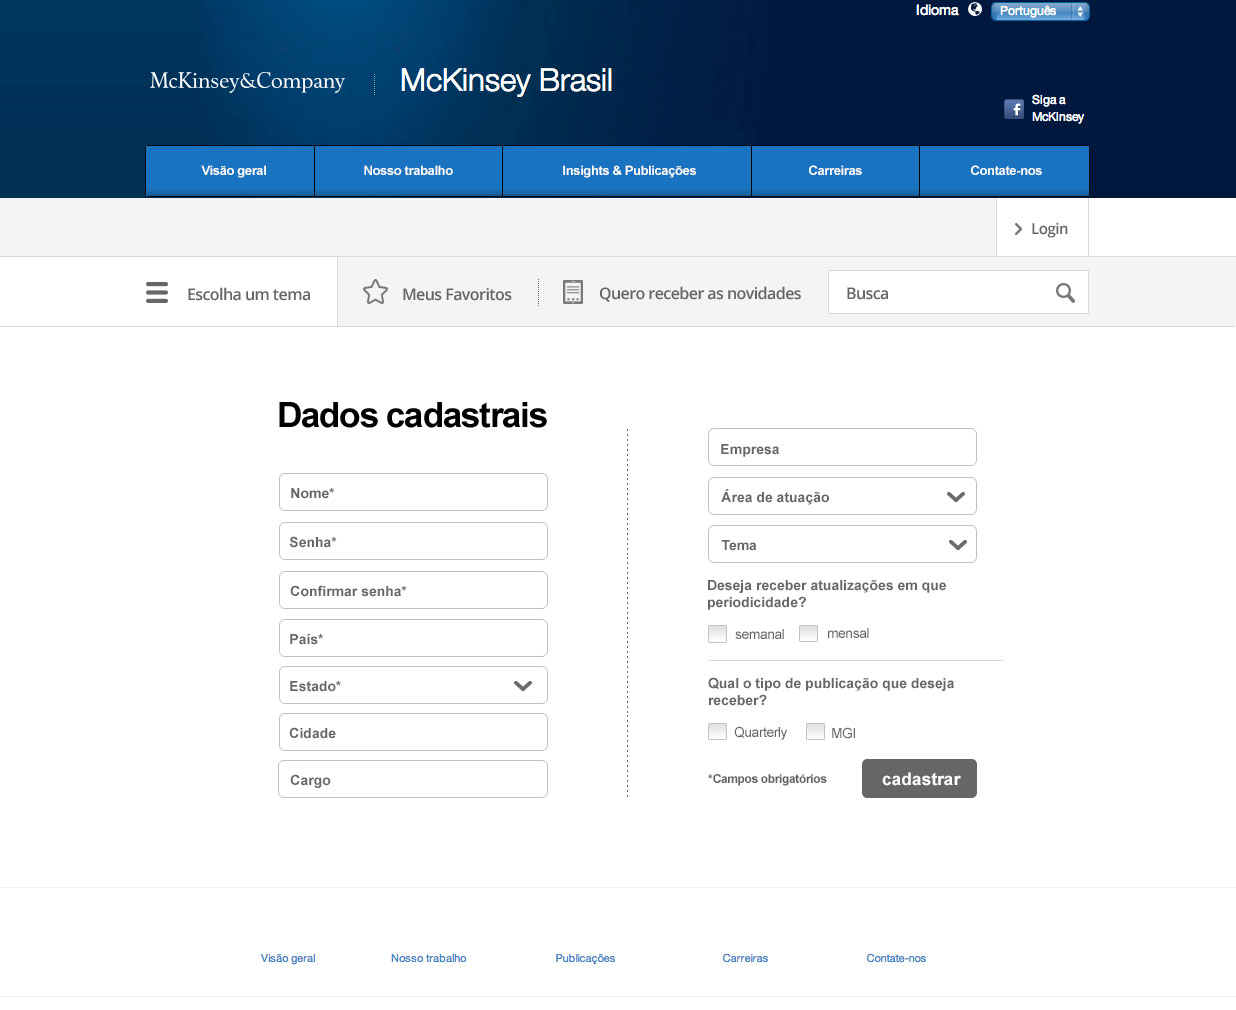 Idioma Português
McKinsey&Company
McKinsey Brasil
Siga a
McKinsey
Visão geral Nosso trabalho Insights & Publicações Carreiras Contate-nos
Login
Escolha um tema Meus Favoritos Quero receber as novidades Busca
Dados cadastrais
Nome*
Senha*
Confirmar senha*
País*
Estado*
Cidade
Cargo
Empresa
Área de atuação
Tema
Deseja receber atualizações em que
periodicidade?
semanal mensal
Qual o tipo de publicação que deseja
receber?
Quarterly MGI
*Campos obrigatórios cadastrar
Visão geral Nosso trabalho Publicações Carreiras Contate-nos